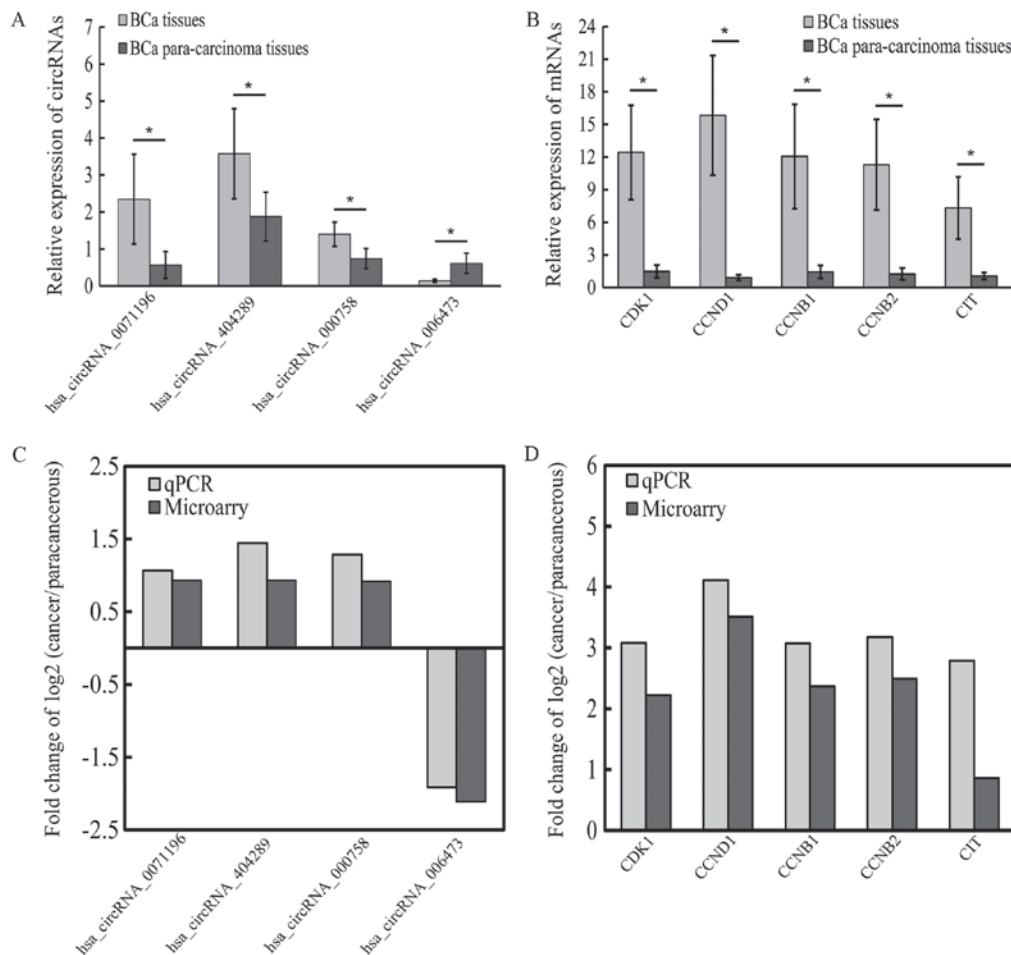 A
BCa tissues
BCa para-carcinoma tissues
Relative expression of circRNAs
7
6
5
4
3
2
1
0
*
*
*
*
hsa_circRNA_0071196
hsa_circRNA_404289
hsa_circRNA_000758
hsa_circRNA_006473
B
BCa tissues
BCa para-carcinoma tissues
Relative expression of mRNAs
24
21
18
15
12
9
6
3
0
*
*
*
*
*
CDK1
CCND1
CCNB1
CCNB2
CIT
C
qPCR
Microarry
Fold change of log2 (cancer/paracancerous)
2.5
1.5
0.5
-0.5
-1.5
-2.5
hsa_circRNA_0071196
hsa_circRNA_404289
hsa_circRNA_000758
hsa_circRNA_006473
D
qPCR
Microarry
Fold change of log2 (cancer/paracancerous)
6
5
4
3
2
1
0
CDK1
CCND1
CCNB1
CCNB2
CIT